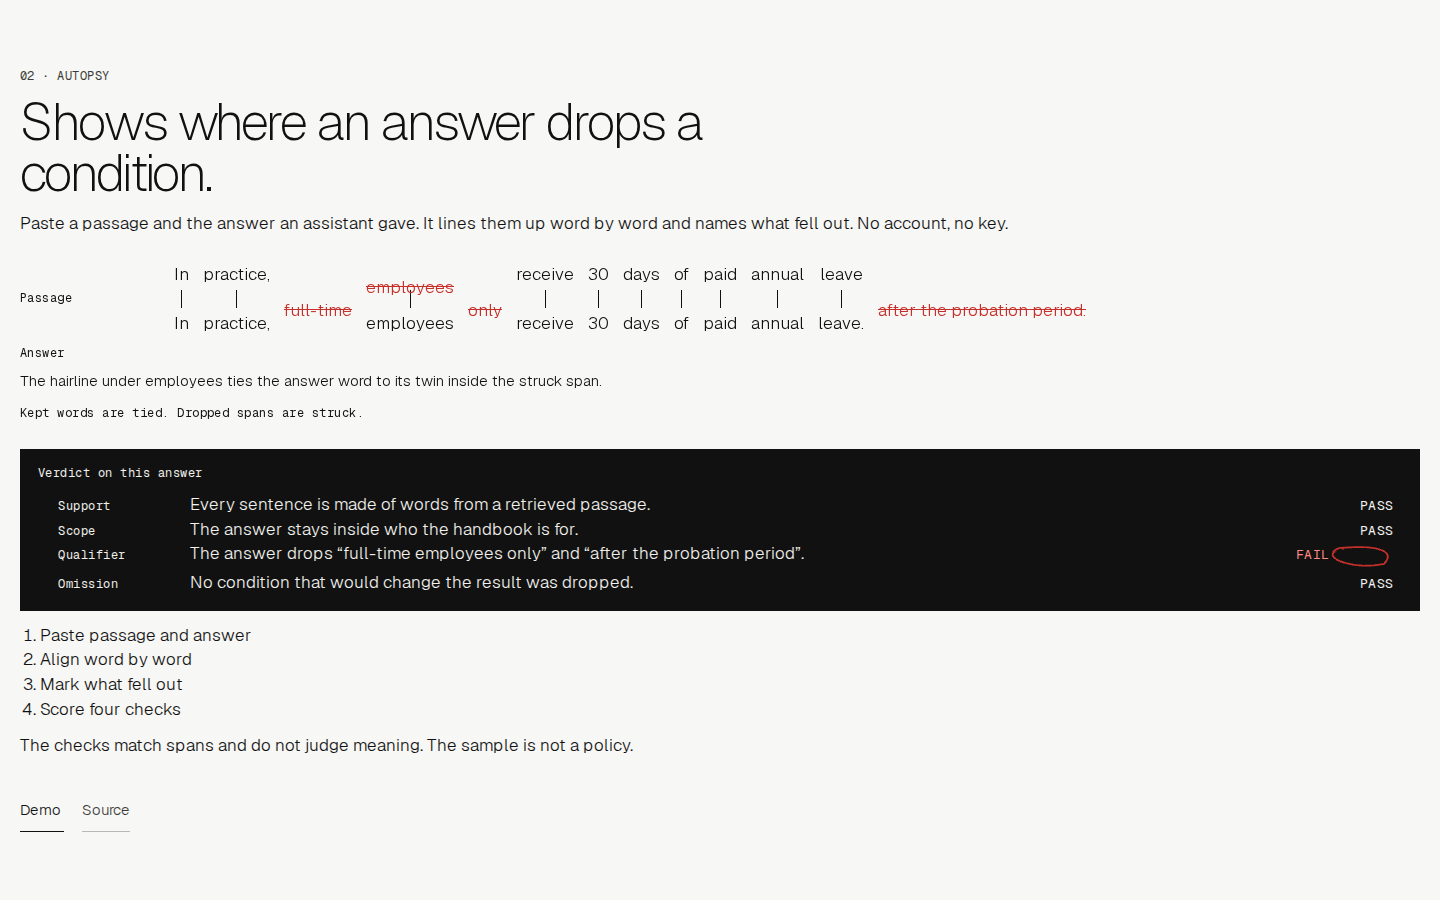 02 · AUTOPSY
Shows where an answer drops a
condition.
Paste a passage and the answer an assistant gave. It lines them up word by word and names what fell out. No account, no key.
Passage
In practice, full-time employees only receive 30 days of paid annual leave after the probation period.
In practice, employees receive 30 days of paid annual leave.
Answer
The hairline under employees ties the answer word to its twin inside the struck span.
Kept words are tied. Dropped spans are struck.
Verdict on this answer
Support Every sentence is made of words from a retrieved passage. PASS
Scope The answer stays inside who the handbook is for. PASS
Qualifier The answer drops “full-time employees only” and “after the probation period”. FAIL
Omission No condition that would change the result was dropped. PASS
1. Paste passage and answer
2. Align word by word
3. Mark what fell out
4. Score four checks
The checks match spans and do not judge meaning. The sample is not a policy.
Demo Source